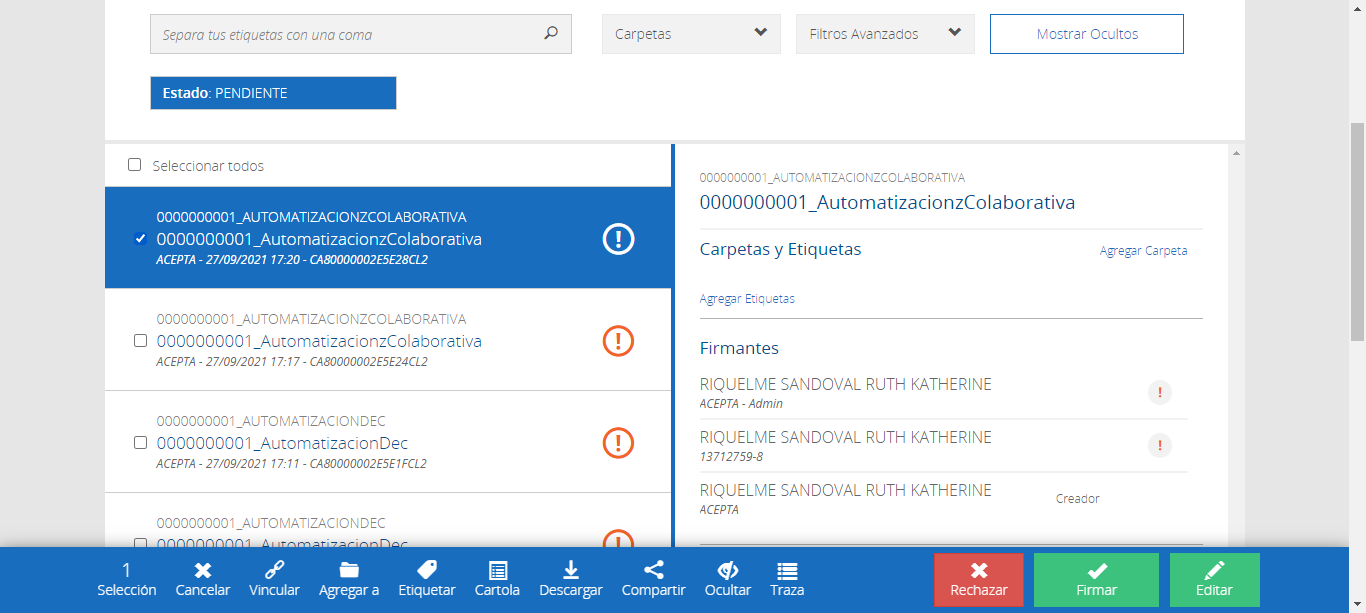 Separa tus etiquetas con una coma
Carpetas
Filtros Avanzados
Mostrar Ocultos
Estado: PENDIENTE
Seleccionar todos
0000000001_AUTOMATIZACIONZCOLABORATIVA
0000000001_AutomatizacionzColaborativa
ACEPTA - 27/09/2021 17:20 - CA80000002E5E28CL2
0000000001_AUTOMATIZACIONZCOLABORATIVA
0000000001_AutomatizacionzColaborativa
ACEPTA - 27/09/2021 17:17 - CA80000002E5E24CL2
0000000001_AUTOMATIZACIONDEC
0000000001_AutomatizacionDec
ACEPTA - 27/09/2021 17:11 - CA80000002E5E1FCL2
0000000001_AUTOMATIZACIONDEC
0000000001_AutomatizacionDec
0000000001_AUTOMATIZACIONZCOLABORATIVA
0000000001_AutomatizacionzColaborativa
Carpetas y Etiquetas
Agregar Carpeta
Agregar Etiquetas
Firmantes
RIQUELME SANDOVAL RUTH KATHERINE
ACEPTA - Admin
RIQUELME SANDOVAL RUTH KATHERINE
13712759-8
RIQUELME SANDOVAL RUTH KATHERINE
ACEPTA
Creador
1
Selección
Cancelar
Vincular
Agregar a
Etiquetar
Cartola
Descargar
Compartir
Ocultar
Traza
Rechazar
Firmar
Editar